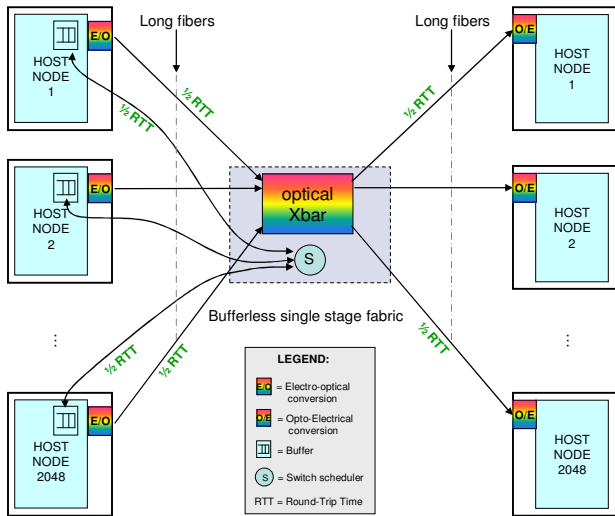 Long fibers
Long fibers
E/O
HOST
NODE
1
½ RTT
½ RTT
½ RTT
O/E
HOST
NODE
1
E/O
HOST
NODE
2
optical
Xbar
S
O/E
HOST
NODE
2
Bufferless single stage fabric
...
...
½ RTT
½ RTT
½ RTT
E/O
HOST
NODE
2048
O/E
HOST
NODE
2048
LEGEND:
E/O = Electro-optical
conversion
O/E = Opto-Electrical
conversion
= Buffer
S = Switch scheduler
RTT = Round-Trip Time